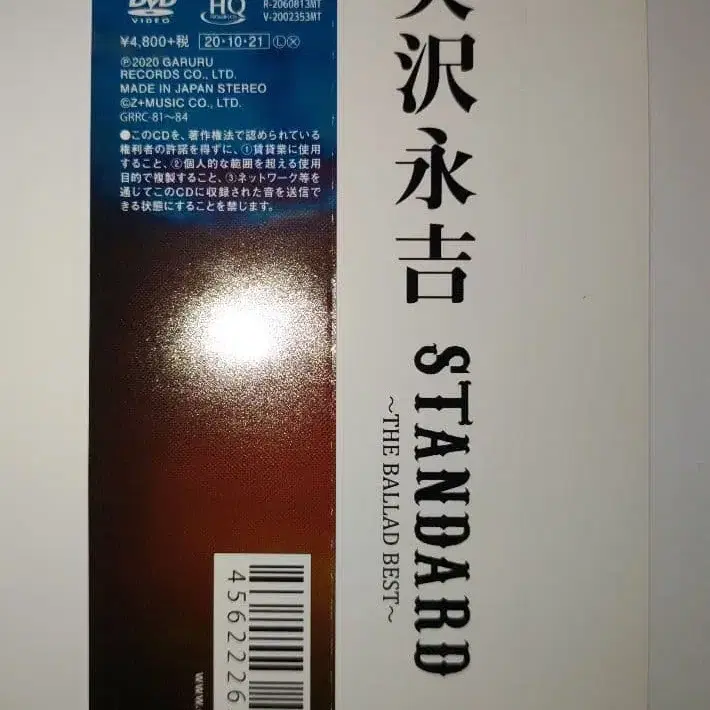 DVD
VIDEO
HQ
R-2060813MT
V-2002353MT
¥4,800+税 20・10・21 Ⓛ Ⓧ
Ⓟ2020 GARURU
RECORDS CO., LTD.
MADE IN JAPAN STEREO
©Z+MUSIC CO., LTD.
GRRC-81〜84
●このCDを、著作権法で認められている
権利者の許諾を得ずに、①賃貸業に使用
すること、②個人的な範囲を超える使用
目的で複製すること、③ネットワーク等を
通じてこのCDに収録された音を送信で
きる状態にすることを禁じます。
矢沢永吉 STANDARD
〜THE BALLAD BEST〜
4562226
www.